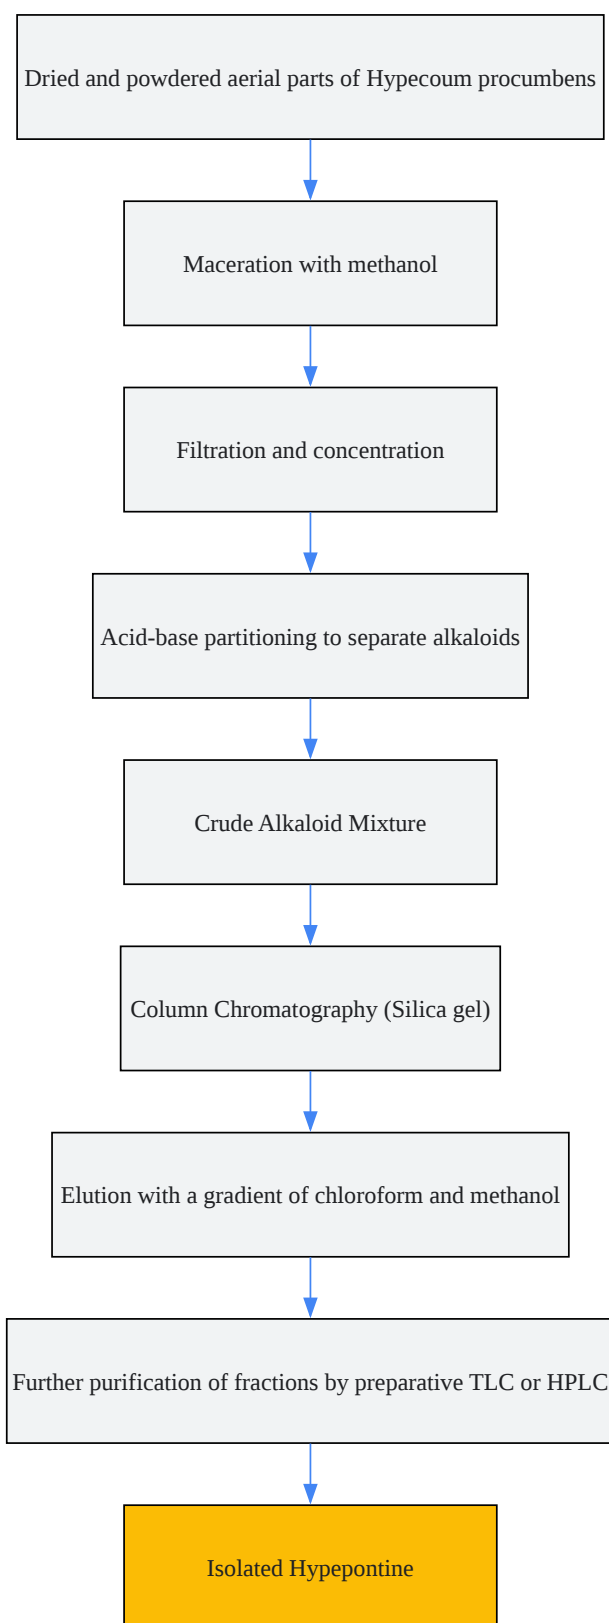 Dried and powdered aerial parts of Hypecoum procumbens
Maceration with methanol
Filtration and concentration
Acid-base partitioning to separate alkaloids
Crude Alkaloid Mixture
Column Chromatography (Silica gel)
Elution with a gradient of chloroform and methanol
Further purification of fractions by preparative TLC or HPLC
Isolated Hypepontine